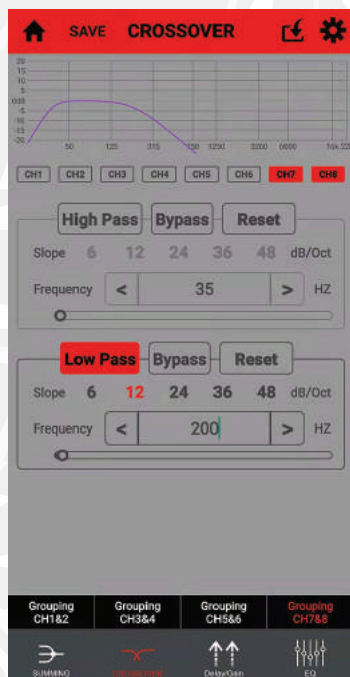 SAVE CROSSOVER
20
15
10
5
0dB
-5
-10
-15
-20
50 125 315 750 1250 3200 8000
CH1 CH2 CH3 CH4 CH5 CH6 CH7 CH8
High Pass Bypass Reset
Slope 6 12 24 36 48 dB/Oct
Frequency < 35 > HZ
Low Pass Bypass Reset
Slope 6 12 24 36 48 dB/Oct
Frequency < 200 > HZ
Grouping Grouping Grouping Grouping
CH1&2 CH3&4 CH5&6 CH7&8
SUMMING CROSSOVER Delay/Gain EQ